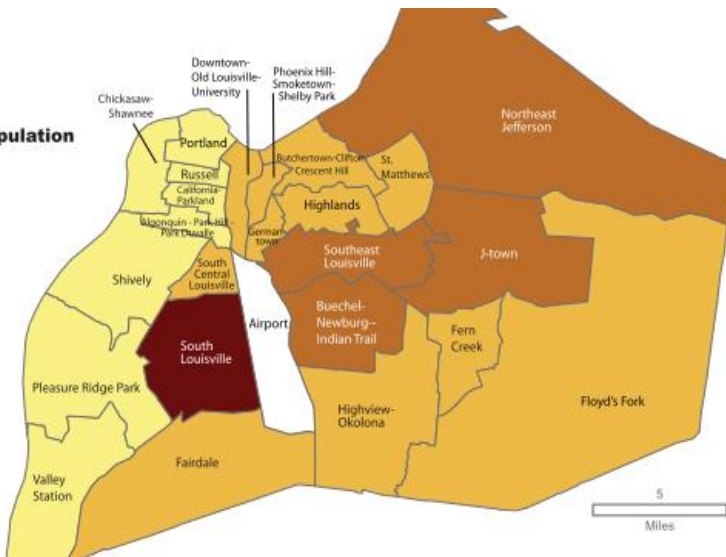 pulation
Downtown-
Old Louisville-
University
Phoenix Hill-
Smoketown-
Shelby Park
Chickasaw-
Shawnee
Northeast
Jefferson
Portland
Butchertown-Clifton
Crescent Hill
St.
Matthews
Russell
California-
Parkland
Highlands
Algonquin - Park Hill -
Park Duvalle
German-
town
Southeast
Louisville
J-town
South
Central
Louisville
Shively
Buechel-
Newburg--
Indian Trail
Airport
Fern
Creek
South
Louisville
Pleasure Ridge Park
Floyd's Fork
Highview-
Okolona
Fairdale
Valley
Station
5
Miles